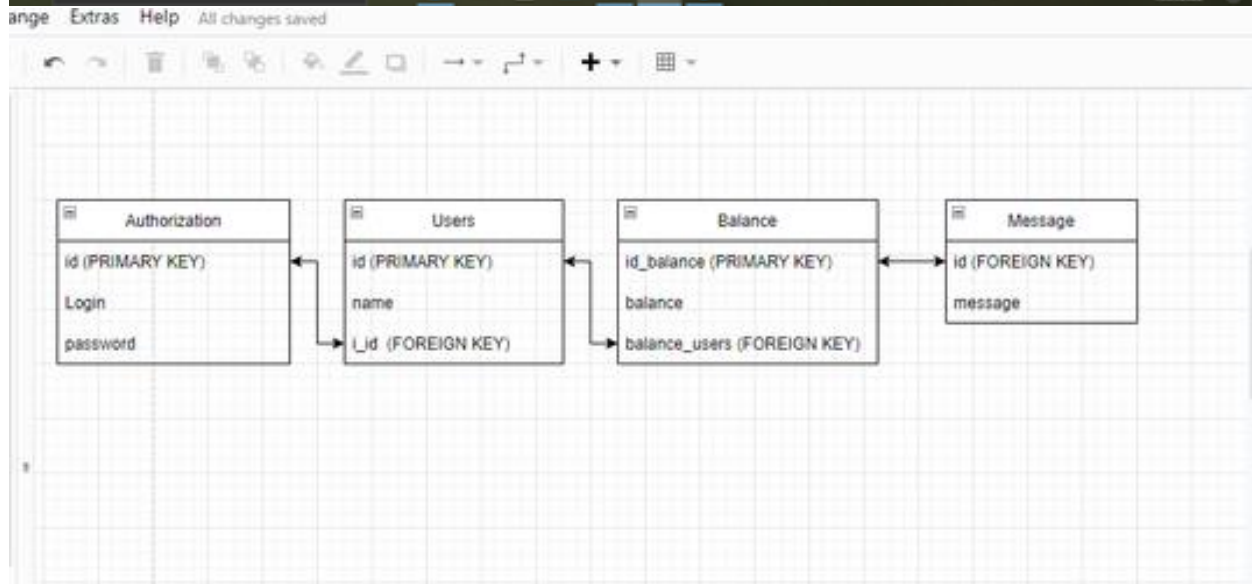 ange Extras Help All changes saved
Authorization
id (PRIMARY KEY)
Login
password
Users
id (PRIMARY KEY)
name
i_id (FOREIGN KEY)
Balance
id_balance (PRIMARY KEY)
balance
balance_users (FOREIGN KEY)
Message
id (FOREIGN KEY)
message